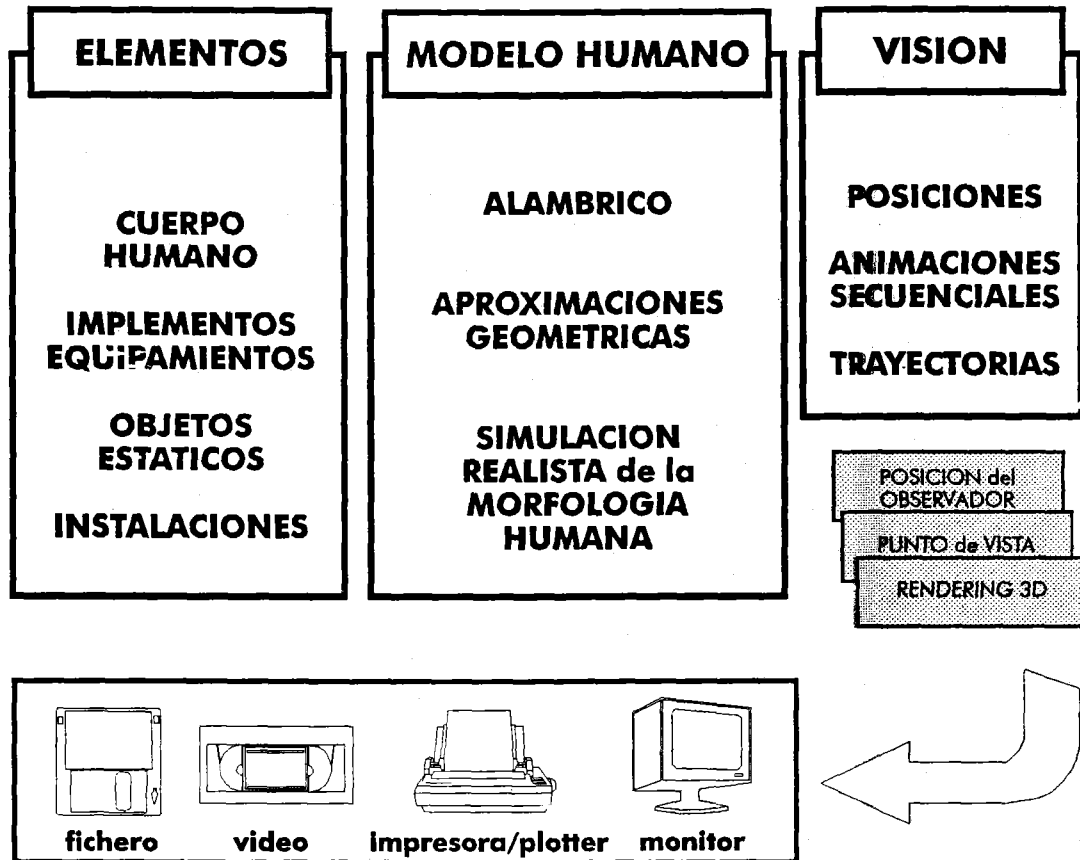 ELEMENTOS
CUERPO
HUMANO
IMPLEMENTOS
EQUIPAMIENTOS
OBJETOS
ESTATICOS
INSTALACIONES
MODELO HUMANO
ALAMBRICO
APROXIMACIONES
GEOMETRICAS
SIMULACION
REALISTA de la
MORFOLOGIA
HUMANA
VISION
POSICIONES
ANIMACIONES
SECUENCIALES
TRAYECTORIAS
POSICION del
OBSERVADOR
PUNTO de VISTA
RENDERING 3D
fichero
video
impresora/plotter
monitor